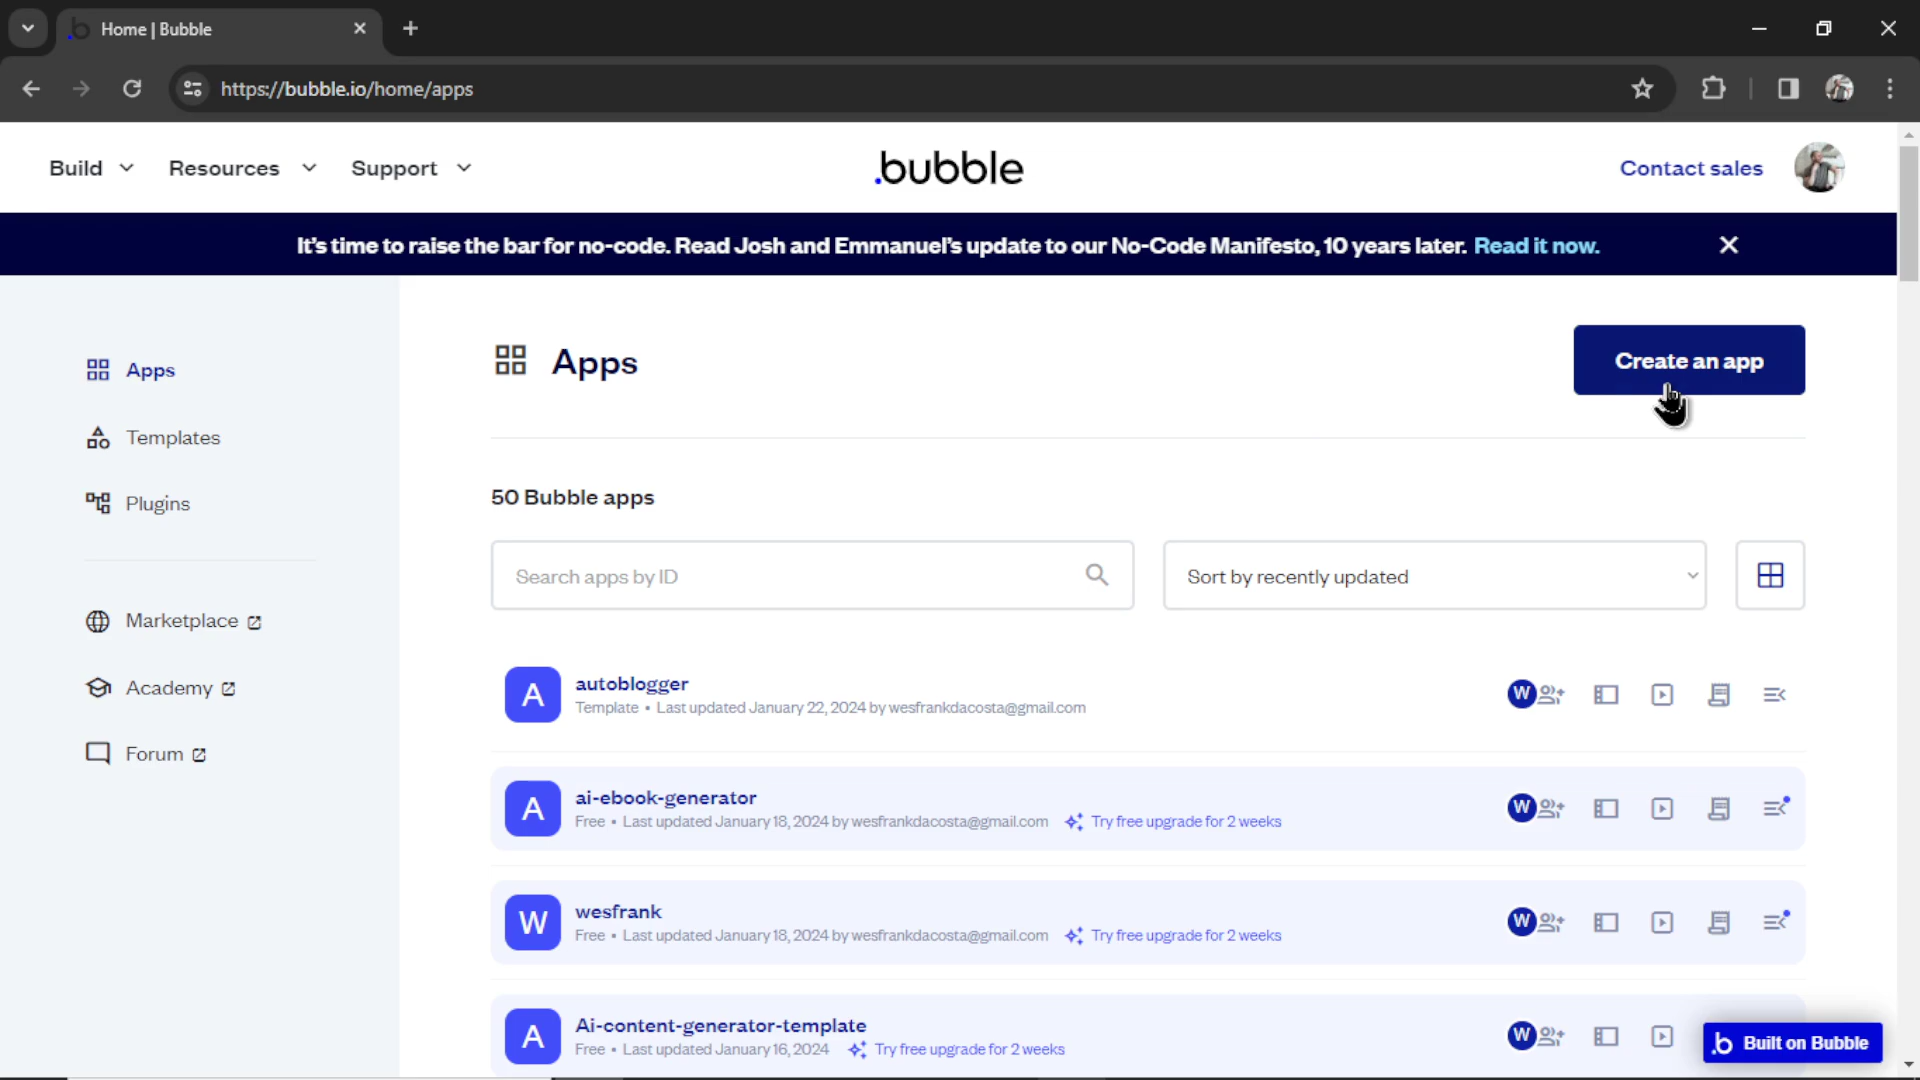 Home | Bubble
https://bubble.io/home/apps
Build
Resources
Support
.bubble
Contact sales
It's time to raise the bar for no-code. Read Josh and Emmanuel's update to our No-Code Manifesto, 10 years later. Read it now.
Apps
Templates
Plugins
Marketplace
Academy
Forum
Apps
Create an app
50 Bubble apps
Search apps by ID
Sort by recently updated
A
autoblogger
Template • Last updated January 22, 2024 by wesfrankdacosta@gmail.com
W
A
ai-ebook-generator
Free • Last updated January 18, 2024 by wesfrankdacosta@gmail.com Try free upgrade for 2 weeks
W
W
wesfrank
Free • Last updated January 18, 2024 by wesfrankdacosta@gmail.com Try free upgrade for 2 weeks
W
A
Ai-content-generator-template
Free • Last updated January 16, 2024 Try free upgrade for 2 weeks
W
.b Built on Bubble